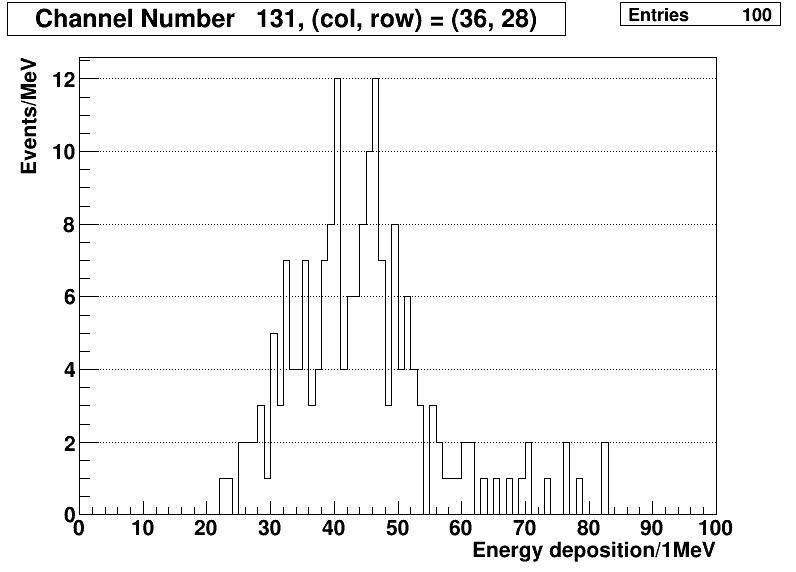 Channel Number 131, (col, row) = (36, 28)
Entries 100
Events/MeV
12
10
8
6
4
2
0
0 10 20 30 40 50 60 70 80 90 100
Energy deposition/1MeV